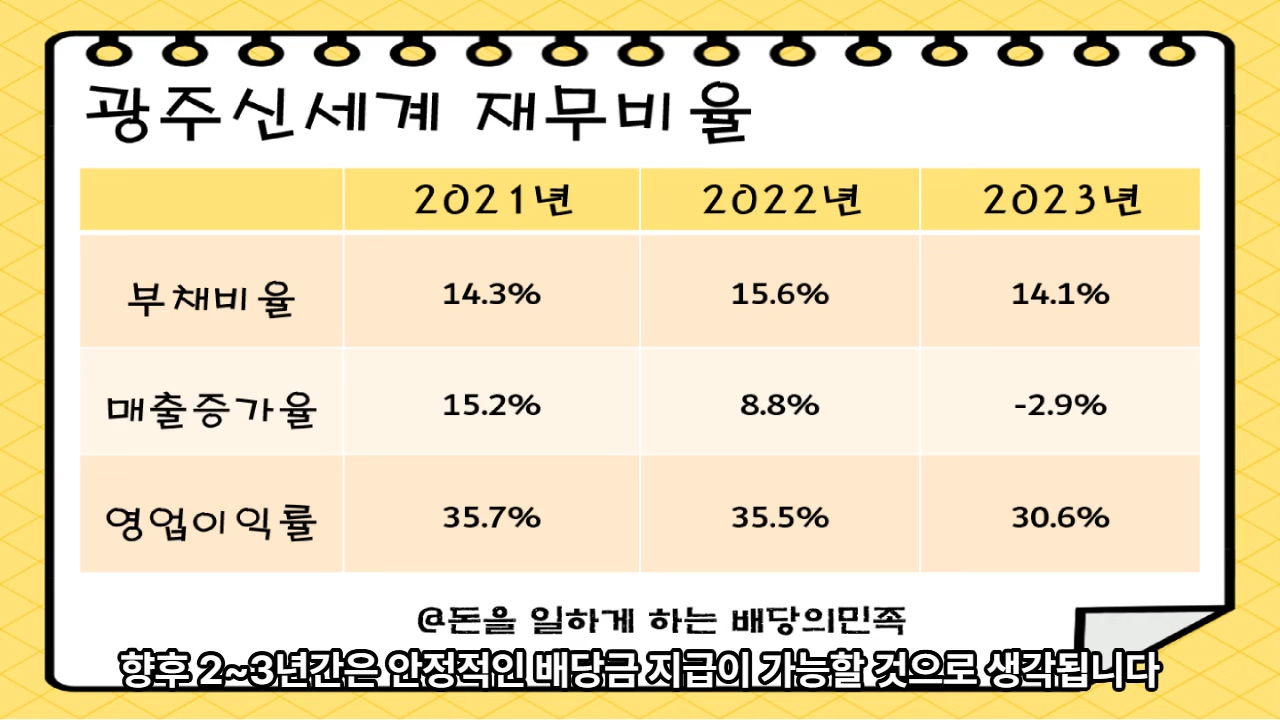 광주신세계 재무비율
2021년 2022년 2023년
부채비율 14.3% 15.6% 14.1%
매출증가율 15.2% 8.8% -2.9%
영업이익률 35.7% 35.5% 30.6%
@돈을 일하게 하는 배당의민족
향후 2~3년간은 안정적인 배당금 지급이 가능할 것으로 생각됩니다